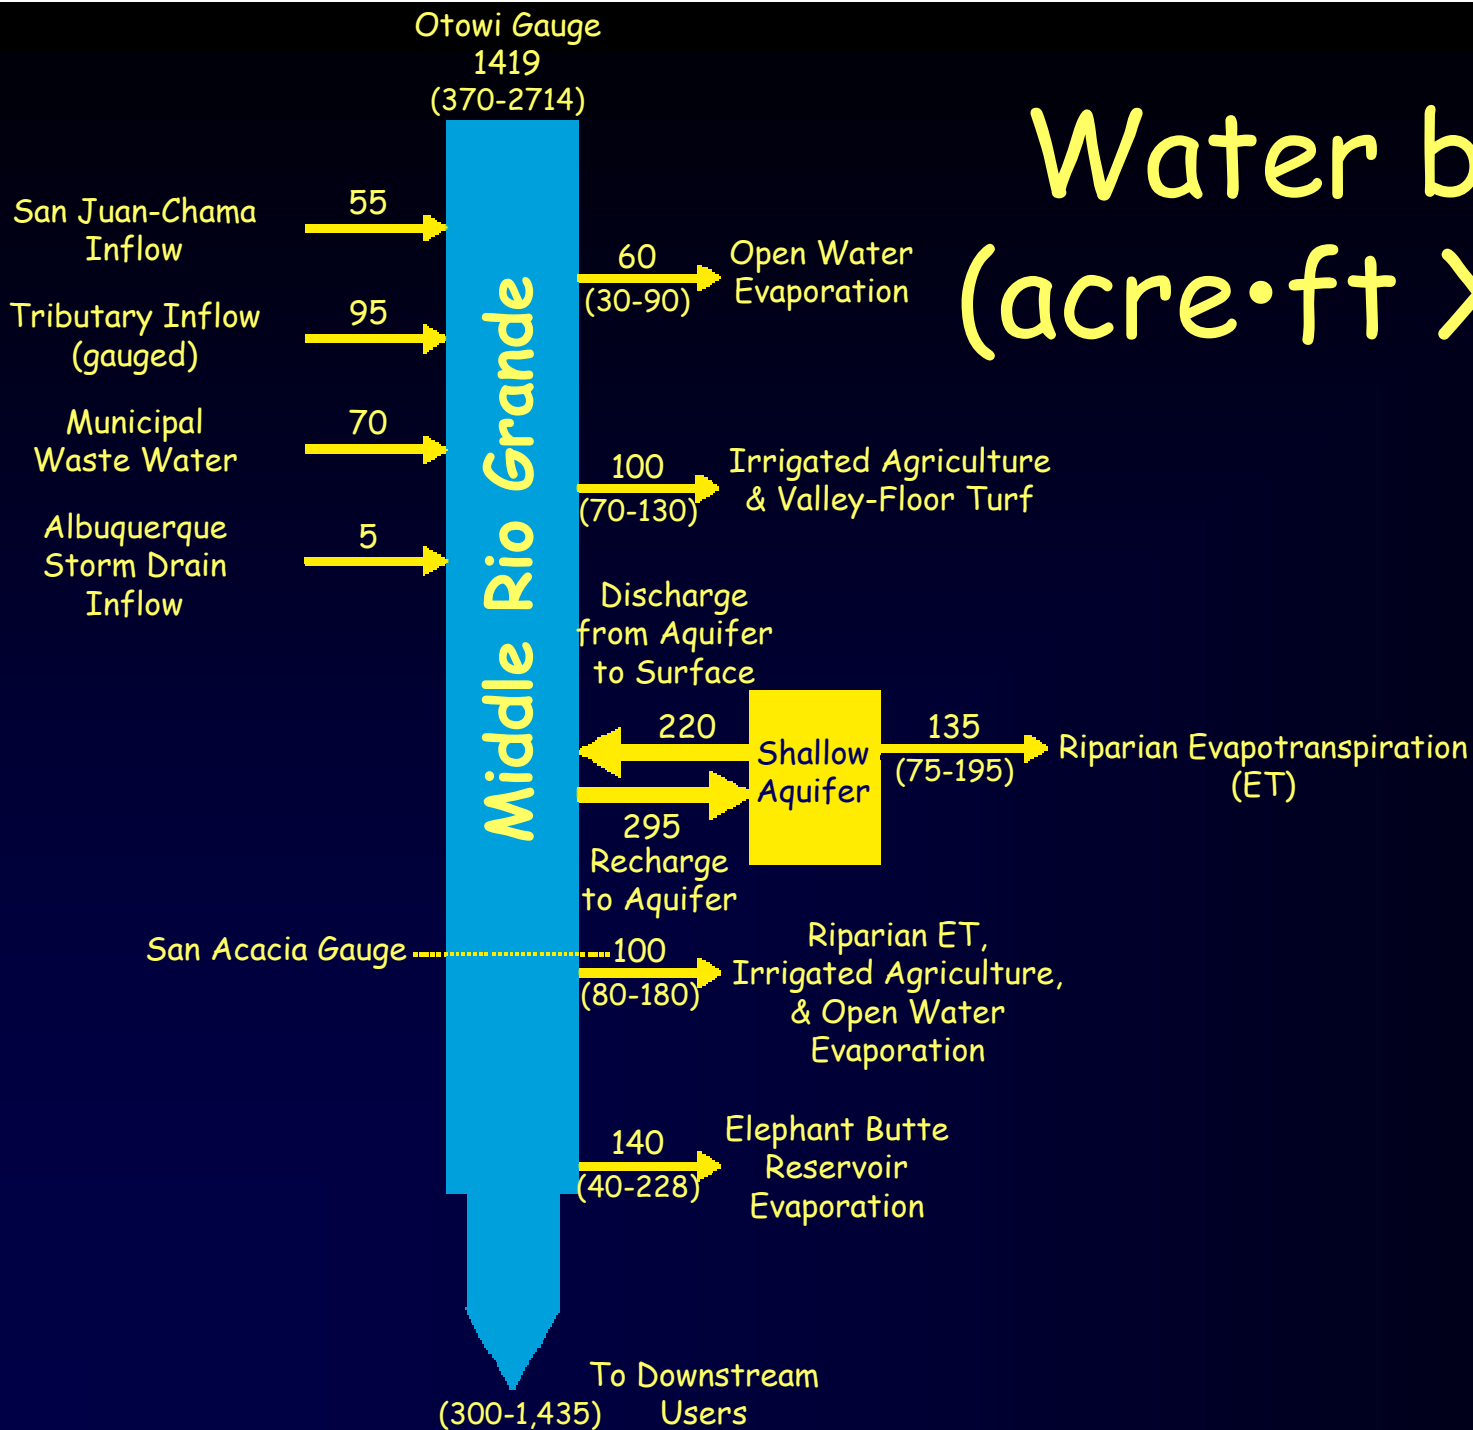 Otowi Gauge
1419
(370-2714)
Water b
(acre•ft X
San Juan-Chama
Inflow
55
60
(30-90)
Open Water
Evaporation
Tributary Inflow
(gauged)
95
Municipal
Waste Water
70
100
(70-130)
Irrigated Agriculture
& Valley-Floor Turf
Albuquerque
Storm Drain
Inflow
5
Middle Rio Grande
Discharge
from Aquifer
to Surface
220
Shallow
Aquifer
135
(75-195)
Riparian Evapotranspiration
(ET)
295
Recharge
to Aquifer
San Acacia Gauge
100
(80-180)
Riparian ET,
Irrigated Agriculture,
& Open Water
Evaporation
140
(40-228)
Elephant Butte
Reservoir
Evaporation
To Downstream
Users
(300-1,435)